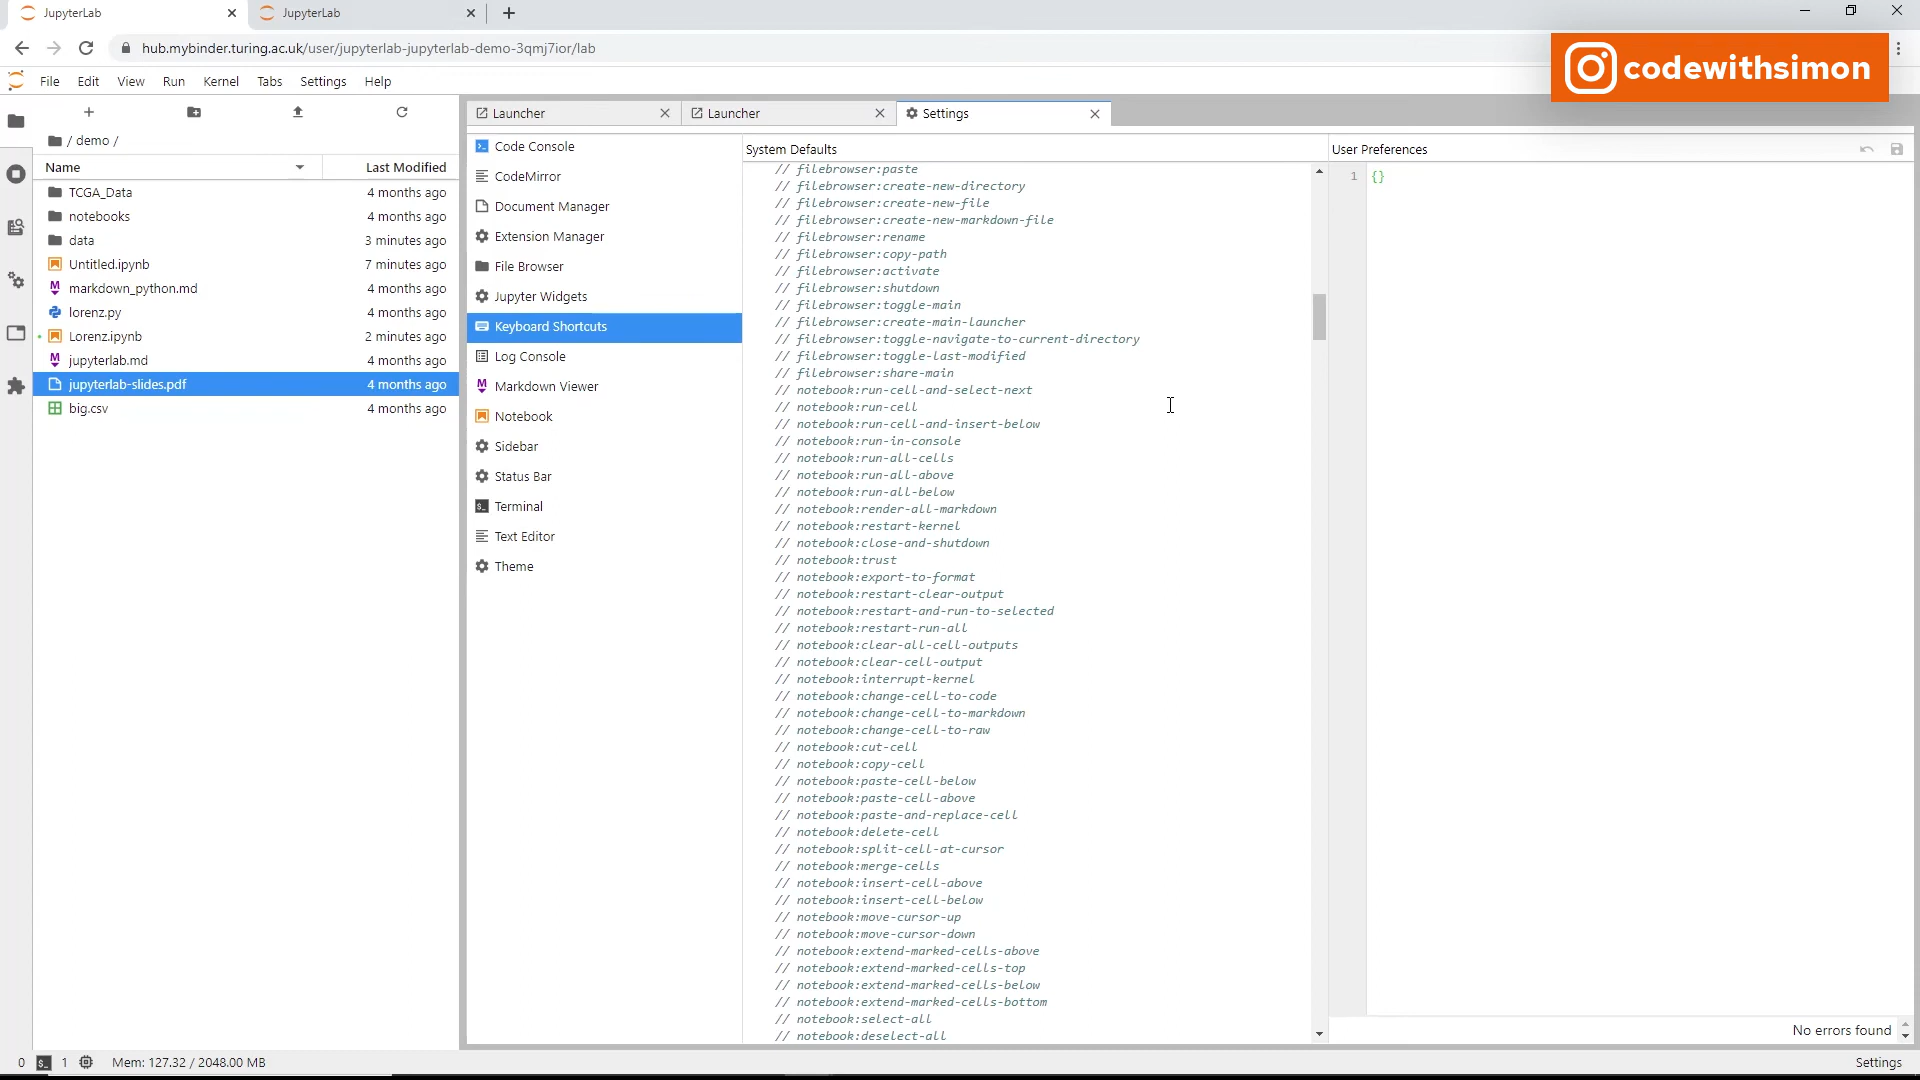 JupyterLab
JupyterLab
hub.mybinder.turing.ac.uk/user/jupyterlab-jupyterlab-demo-3qmj7ior/lab
codewithsimon
File Edit View Run Kernel Tabs Settings Help
/ demo /
Name Last Modified
TCGA_Data 4 months ago
notebooks 4 months ago
data 3 minutes ago
Untitled.ipynb 7 minutes ago
markdown_python.md 4 months ago
lorenz.py 4 months ago
Lorenz.ipynb 2 minutes ago
jupyterlab.md 4 months ago
jupyterlab-slides.pdf 4 months ago
big.csv 4 months ago
Launcher
Launcher
Settings
Code Console
CodeMirror
Document Manager
Extension Manager
File Browser
Jupyter Widgets
Keyboard Shortcuts
Log Console
Markdown Viewer
Notebook
Sidebar
Status Bar
Terminal
Text Editor
Theme
System Defaults
// filebrowser:paste
// filebrowser:create-new-directory
// filebrowser:create-new-file
// filebrowser:create-new-markdown-file
// filebrowser:rename
// filebrowser:copy-path
// filebrowser:activate
// filebrowser:shutdown
// filebrowser:toggle-main
// filebrowser:create-main-launcher
// filebrowser:toggle-navigate-to-current-directory
// filebrowser:toggle-last-modified
// filebrowser:share-main
// notebook:run-cell-and-select-next
// notebook:run-cell
// notebook:run-cell-and-insert-below
// notebook:run-in-console
// notebook:run-all-cells
// notebook:run-all-above
// notebook:run-all-below
// notebook:render-all-markdown
// notebook:restart-kernel
// notebook:close-and-shutdown
// notebook:trust
// notebook:export-to-format
// notebook:restart-clear-output
// notebook:restart-and-run-to-selected
// notebook:restart-run-all
// notebook:clear-all-cell-outputs
// notebook:clear-cell-output
// notebook:interrupt-kernel
// notebook:change-cell-to-code
// notebook:change-cell-to-markdown
// notebook:change-cell-to-raw
// notebook:cut-cell
// notebook:copy-cell
// notebook:paste-cell-below
// notebook:paste-cell-above
// notebook:paste-and-replace-cell
// notebook:delete-cell
// notebook:split-cell-at-cursor
// notebook:merge-cells
// notebook:insert-cell-above
// notebook:insert-cell-below
// notebook:move-cursor-up
// notebook:move-cursor-down
// notebook:extend-marked-cells-above
// notebook:extend-marked-cells-top
// notebook:extend-marked-cells-below
// notebook:extend-marked-cells-bottom
// notebook:select-all
// notebook:deselect-all
User Preferences
1 {}
No errors found
0 1 Mem: 127.32 / 2048.00 MB
Settings